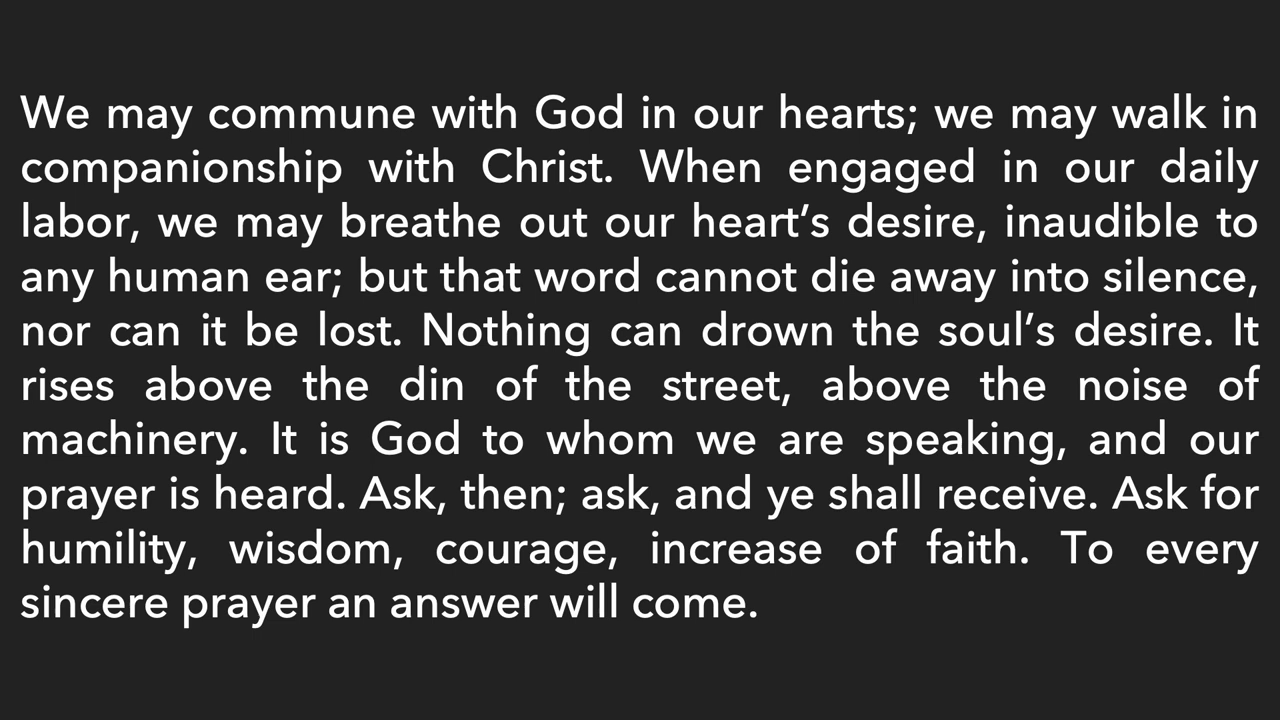 We may commune with God in our hearts; we may walk in
companionship with Christ. When engaged in our daily
labor, we may breathe out our heart’s desire, inaudible to
any human ear; but that word cannot die away into silence,
nor can it be lost. Nothing can drown the soul’s desire. It
rises above the din of the street, above the noise of
machinery. It is God to whom we are speaking, and our
prayer is heard. Ask, then; ask, and ye shall receive. Ask for
humility, wisdom, courage, increase of faith. To every
sincere prayer an answer will come.